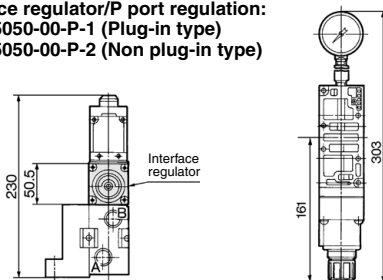 ce regulator/P port regulation:
5050-00-P-1 (Plug-in type)
5050-00-P-2 (Non plug-in type)
Interface
regulator
230
50.5
B
A
161
303